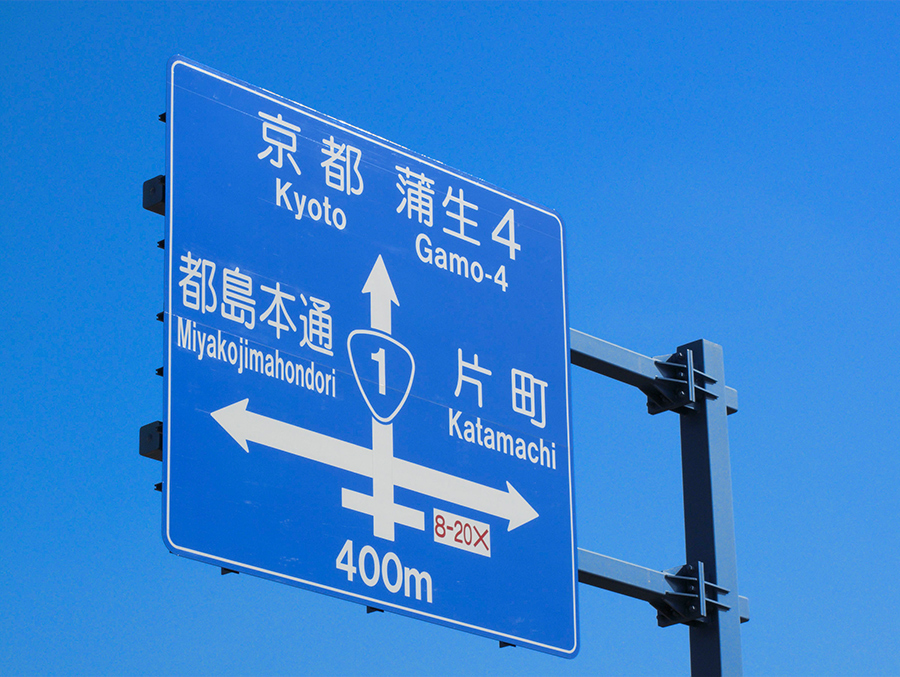 京都 蒲生4
Kyoto Gamo-4
都島本通
Miyakojimahondori
1
片町
Katamachi
8-20X
400m